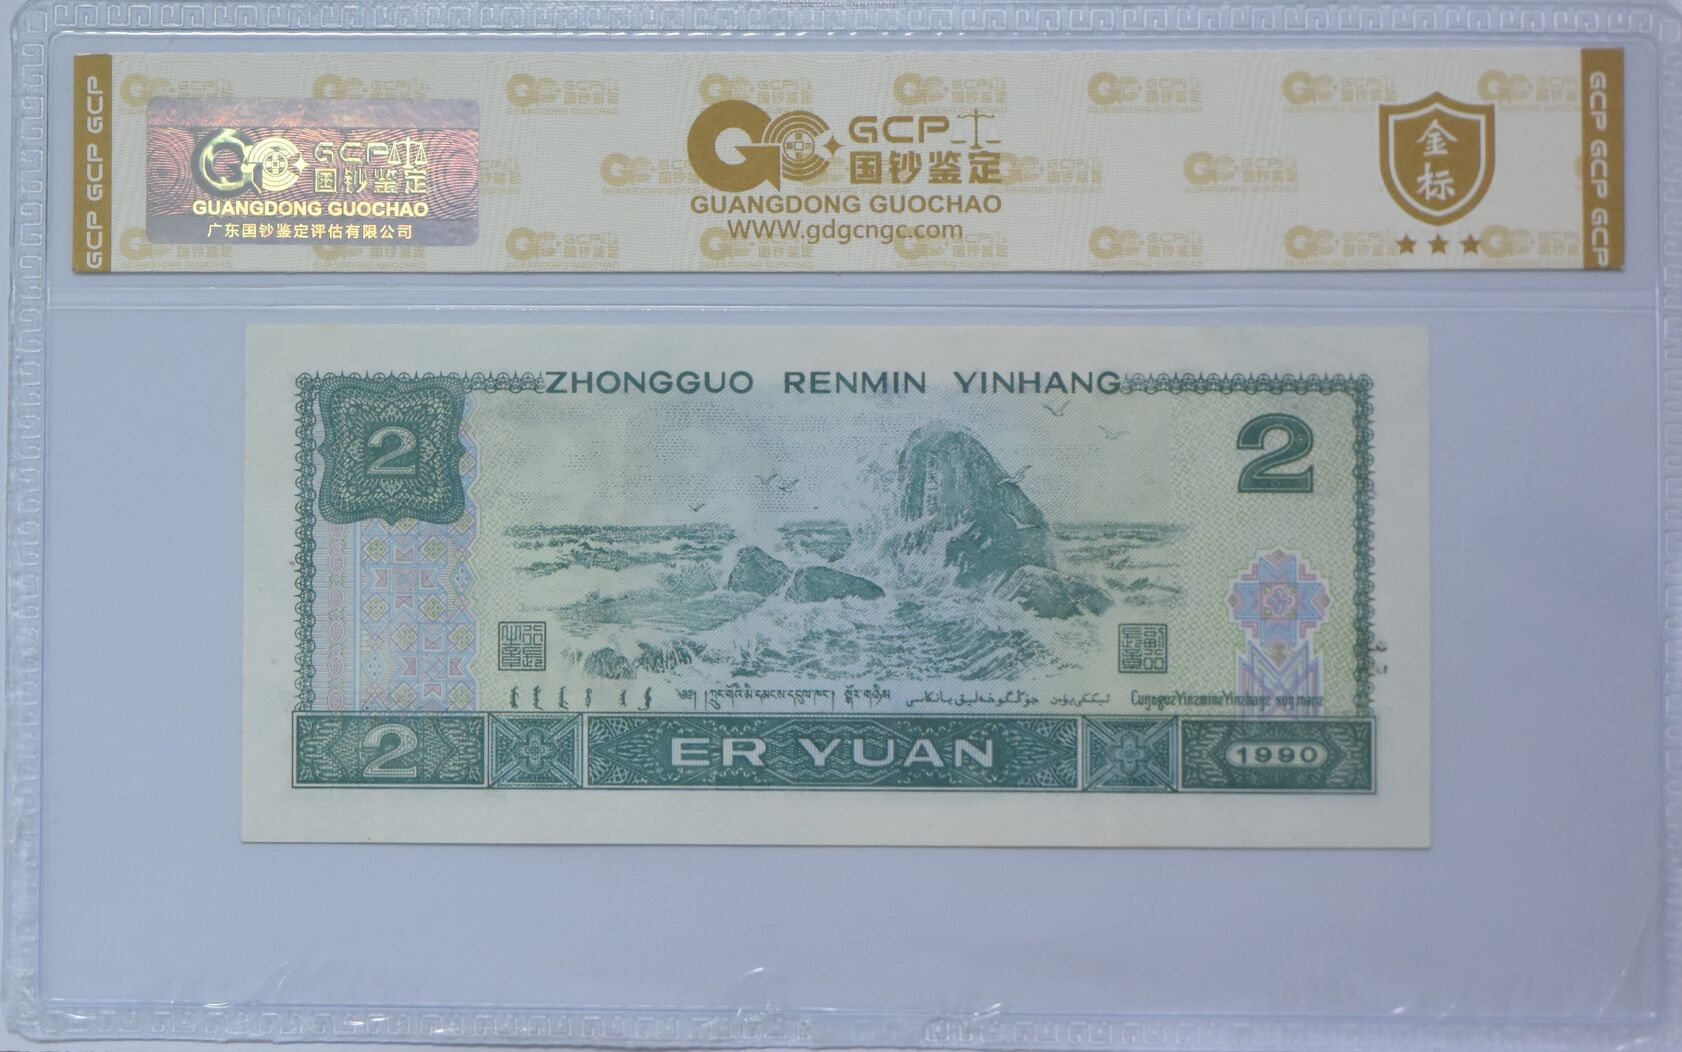 GCP GCP GCP
GCP 国钞鉴定
GUANGDONG GUOCHAO
广东国钞鉴定评估有限公司
GCP
国钞鉴定
GUANGDONG GUOCHAO
WWW.gdgcngc.com
金标
GCP GCP GCP
ZHONGGUO RENMIN YINHANG
2
2
2
ER YUAN
1990